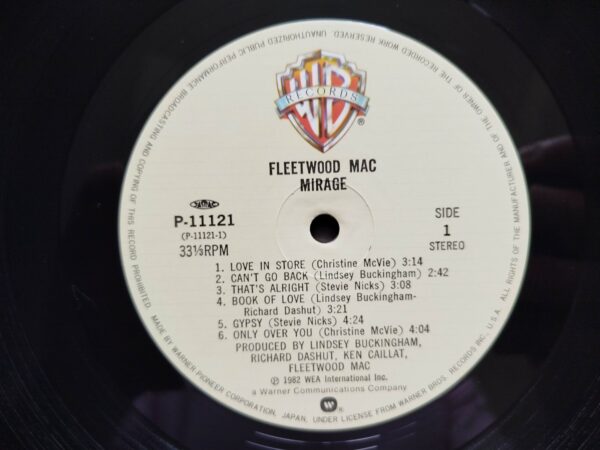 WB
RECORDS
®
FLEETWOOD MAC
MIRAGE
P-11121
(P-11121-1)
33⅓RPM
SIDE
1
STEREO
1. LOVE IN STORE (Christine McVie) 3:14
2. CAN'T GO BACK (Lindsey Buckingham) 2:42
3. THAT'S ALRIGHT (Stevie Nicks) 3:08
4. BOOK OF LOVE (Lindsey Buckingham-
Richard Dashut) 3:21
5. GYPSY (Stevie Nicks) 4:24
6. ONLY OVER YOU (Christine McVie) 4:04
PRODUCED BY LINDSEY BUCKINGHAM,
RICHARD DASHUT, KEN CAILLAT,
FLEETWOOD MAC
℗ 1982 WEA International Inc.
a Warner Communications Company
MADE BY WARNER PIONEER CORPORATION, JAPAN, UNDER LICENSE FROM WARNER BROS. RECORDS INC. U.S.A. ALL RIGHTS OF THE MANUFACTURER AND OF THE OWNER OF THE RECORDED WORK RESERVED. UNAUTHORIZED PUBLIC PERFORMANCE BROADCASTING AND COPYING OF THIS RECORD PROHIBITED.